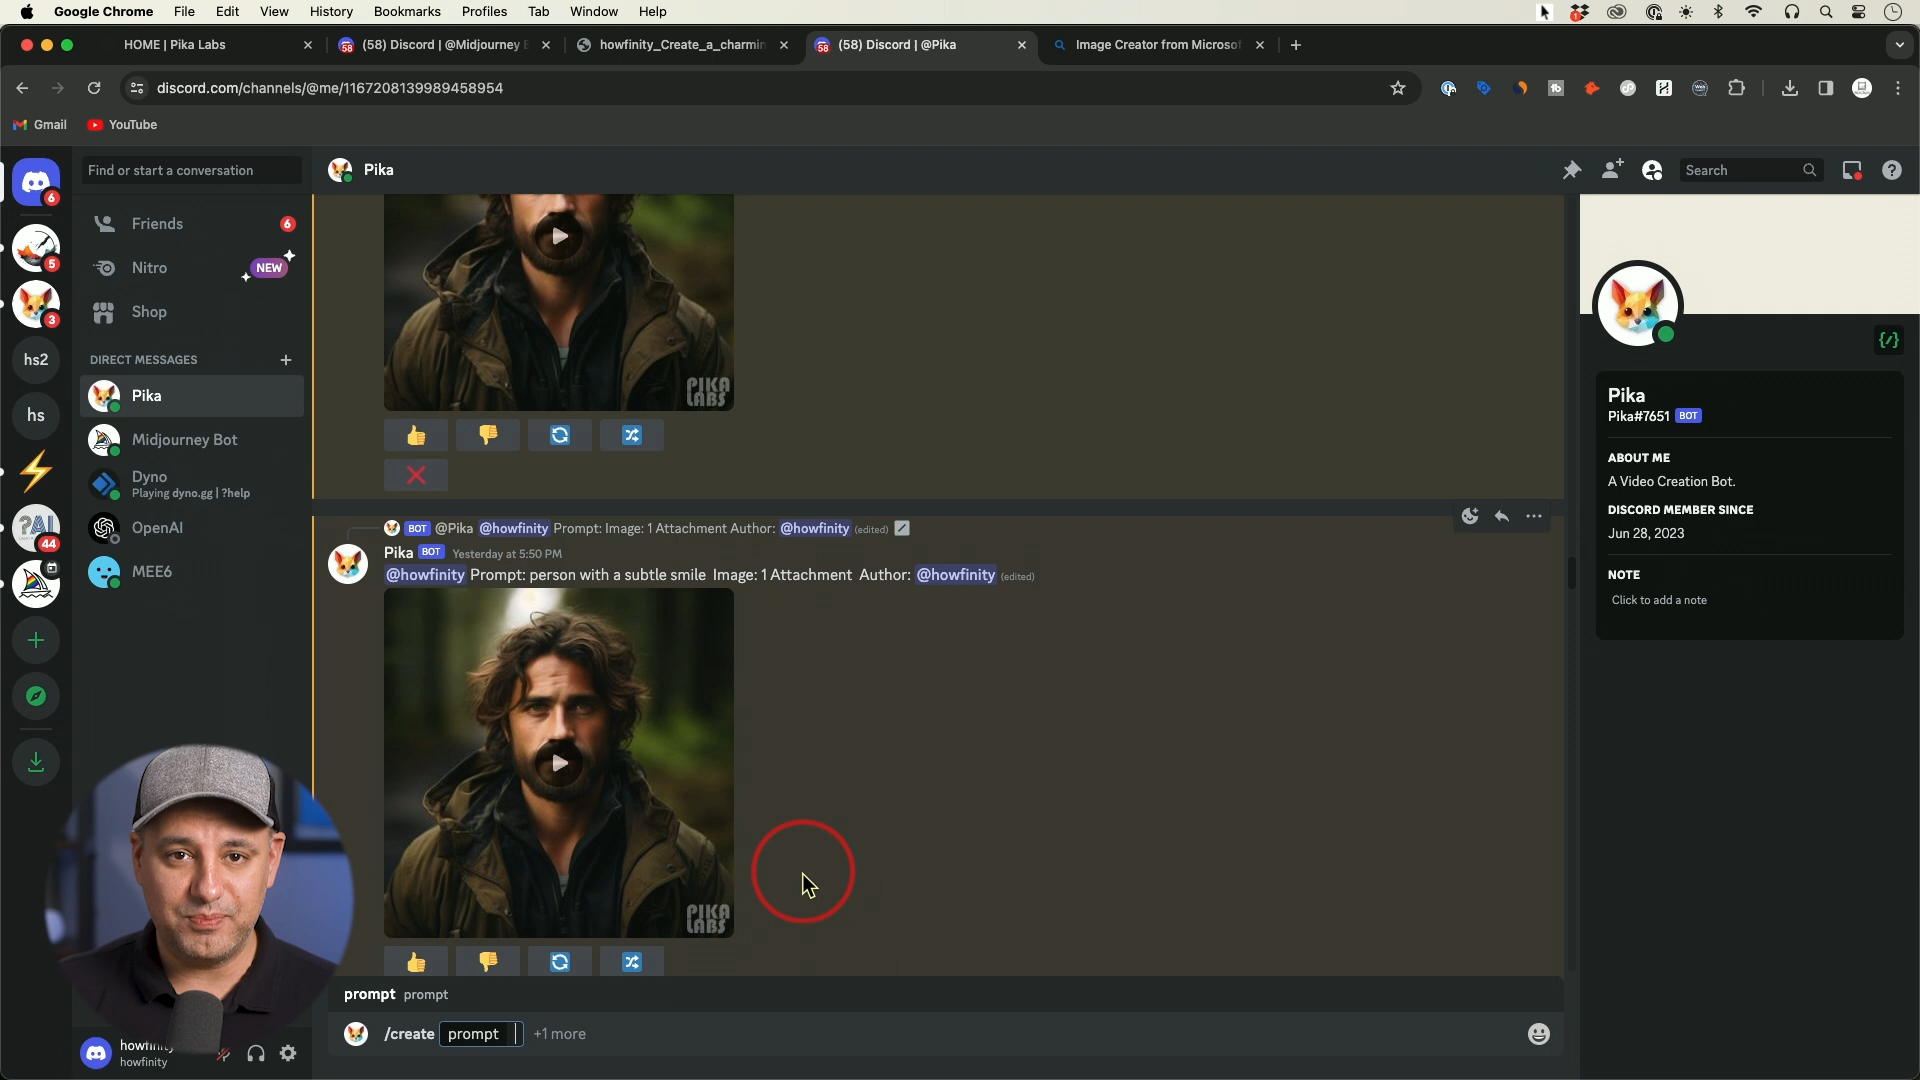 Google Chrome File Edit View History Bookmarks Profiles Tab Window Help
HOME | Pika Labs
(58) Discord | @Midjourney B
howfinity_Create_a_charmin
(58) Discord | @Pika
Image Creator from Microsof
discord.com/channels/@me/1167208139989458954
Gmail YouTube
Find or start a conversation
Pika
Search
6
Friends 6
5
Nitro NEW
3
Shop
hs2
DIRECT MESSAGES
Pika
hs
Midjourney Bot
Dyno
Playing dyno.gg | ?help
?AI
OpenAI
44
MEE6
PIKA
LABS
BOT @Pika @howfinity Prompt: Image: 1 Attachment Author: @howfinity (edited)
Pika BOT Yesterday at 5:50 PM
@howfinity Prompt: person with a subtle smile Image: 1 Attachment Author: @howfinity (edited)
PIKA
LABS
prompt prompt
/create prompt +1 more
howfinity
howfinity
Pika
Pika#7651 BOT
ABOUT ME
A Video Creation Bot.
DISCORD MEMBER SINCE
Jun 28, 2023
NOTE
Click to add a note